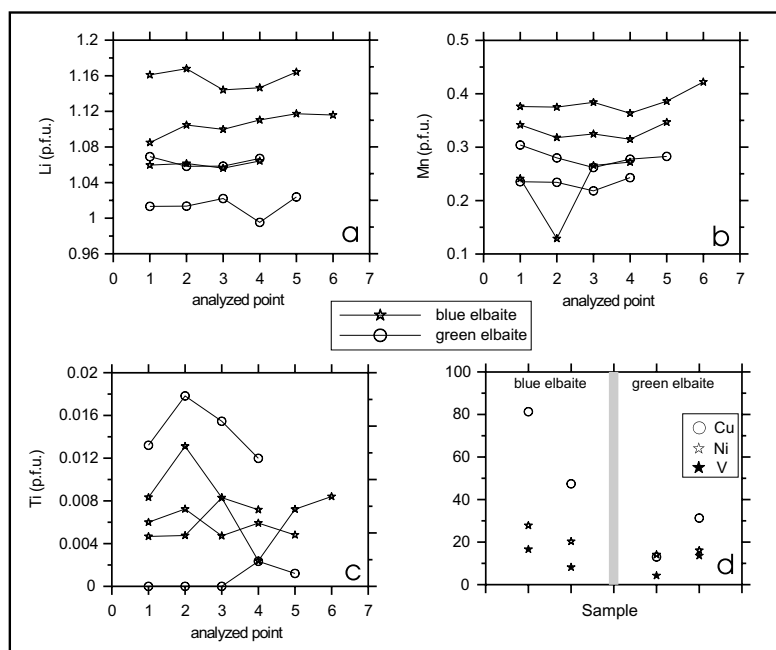 1.2
1.16
1.12
1.08
1.04
1
0.96
Li (p.f.u.)
0 1 2 3 4 5 6 7
analyzed point
a
0.5
0.4
0.3
0.2
0.1
Mn (p.f.u.)
0 1 2 3 4 5 6 7
analyzed point
b
blue elbaite
green elbaite
0.02
0.016
0.012
0.008
0.004
0
Ti (p.f.u.)
0 1 2 3 4 5 6 7
analyzed point
c
100
80
60
40
20
0
blue elbaite green elbaite
Cu
Ni
V
d
Sample